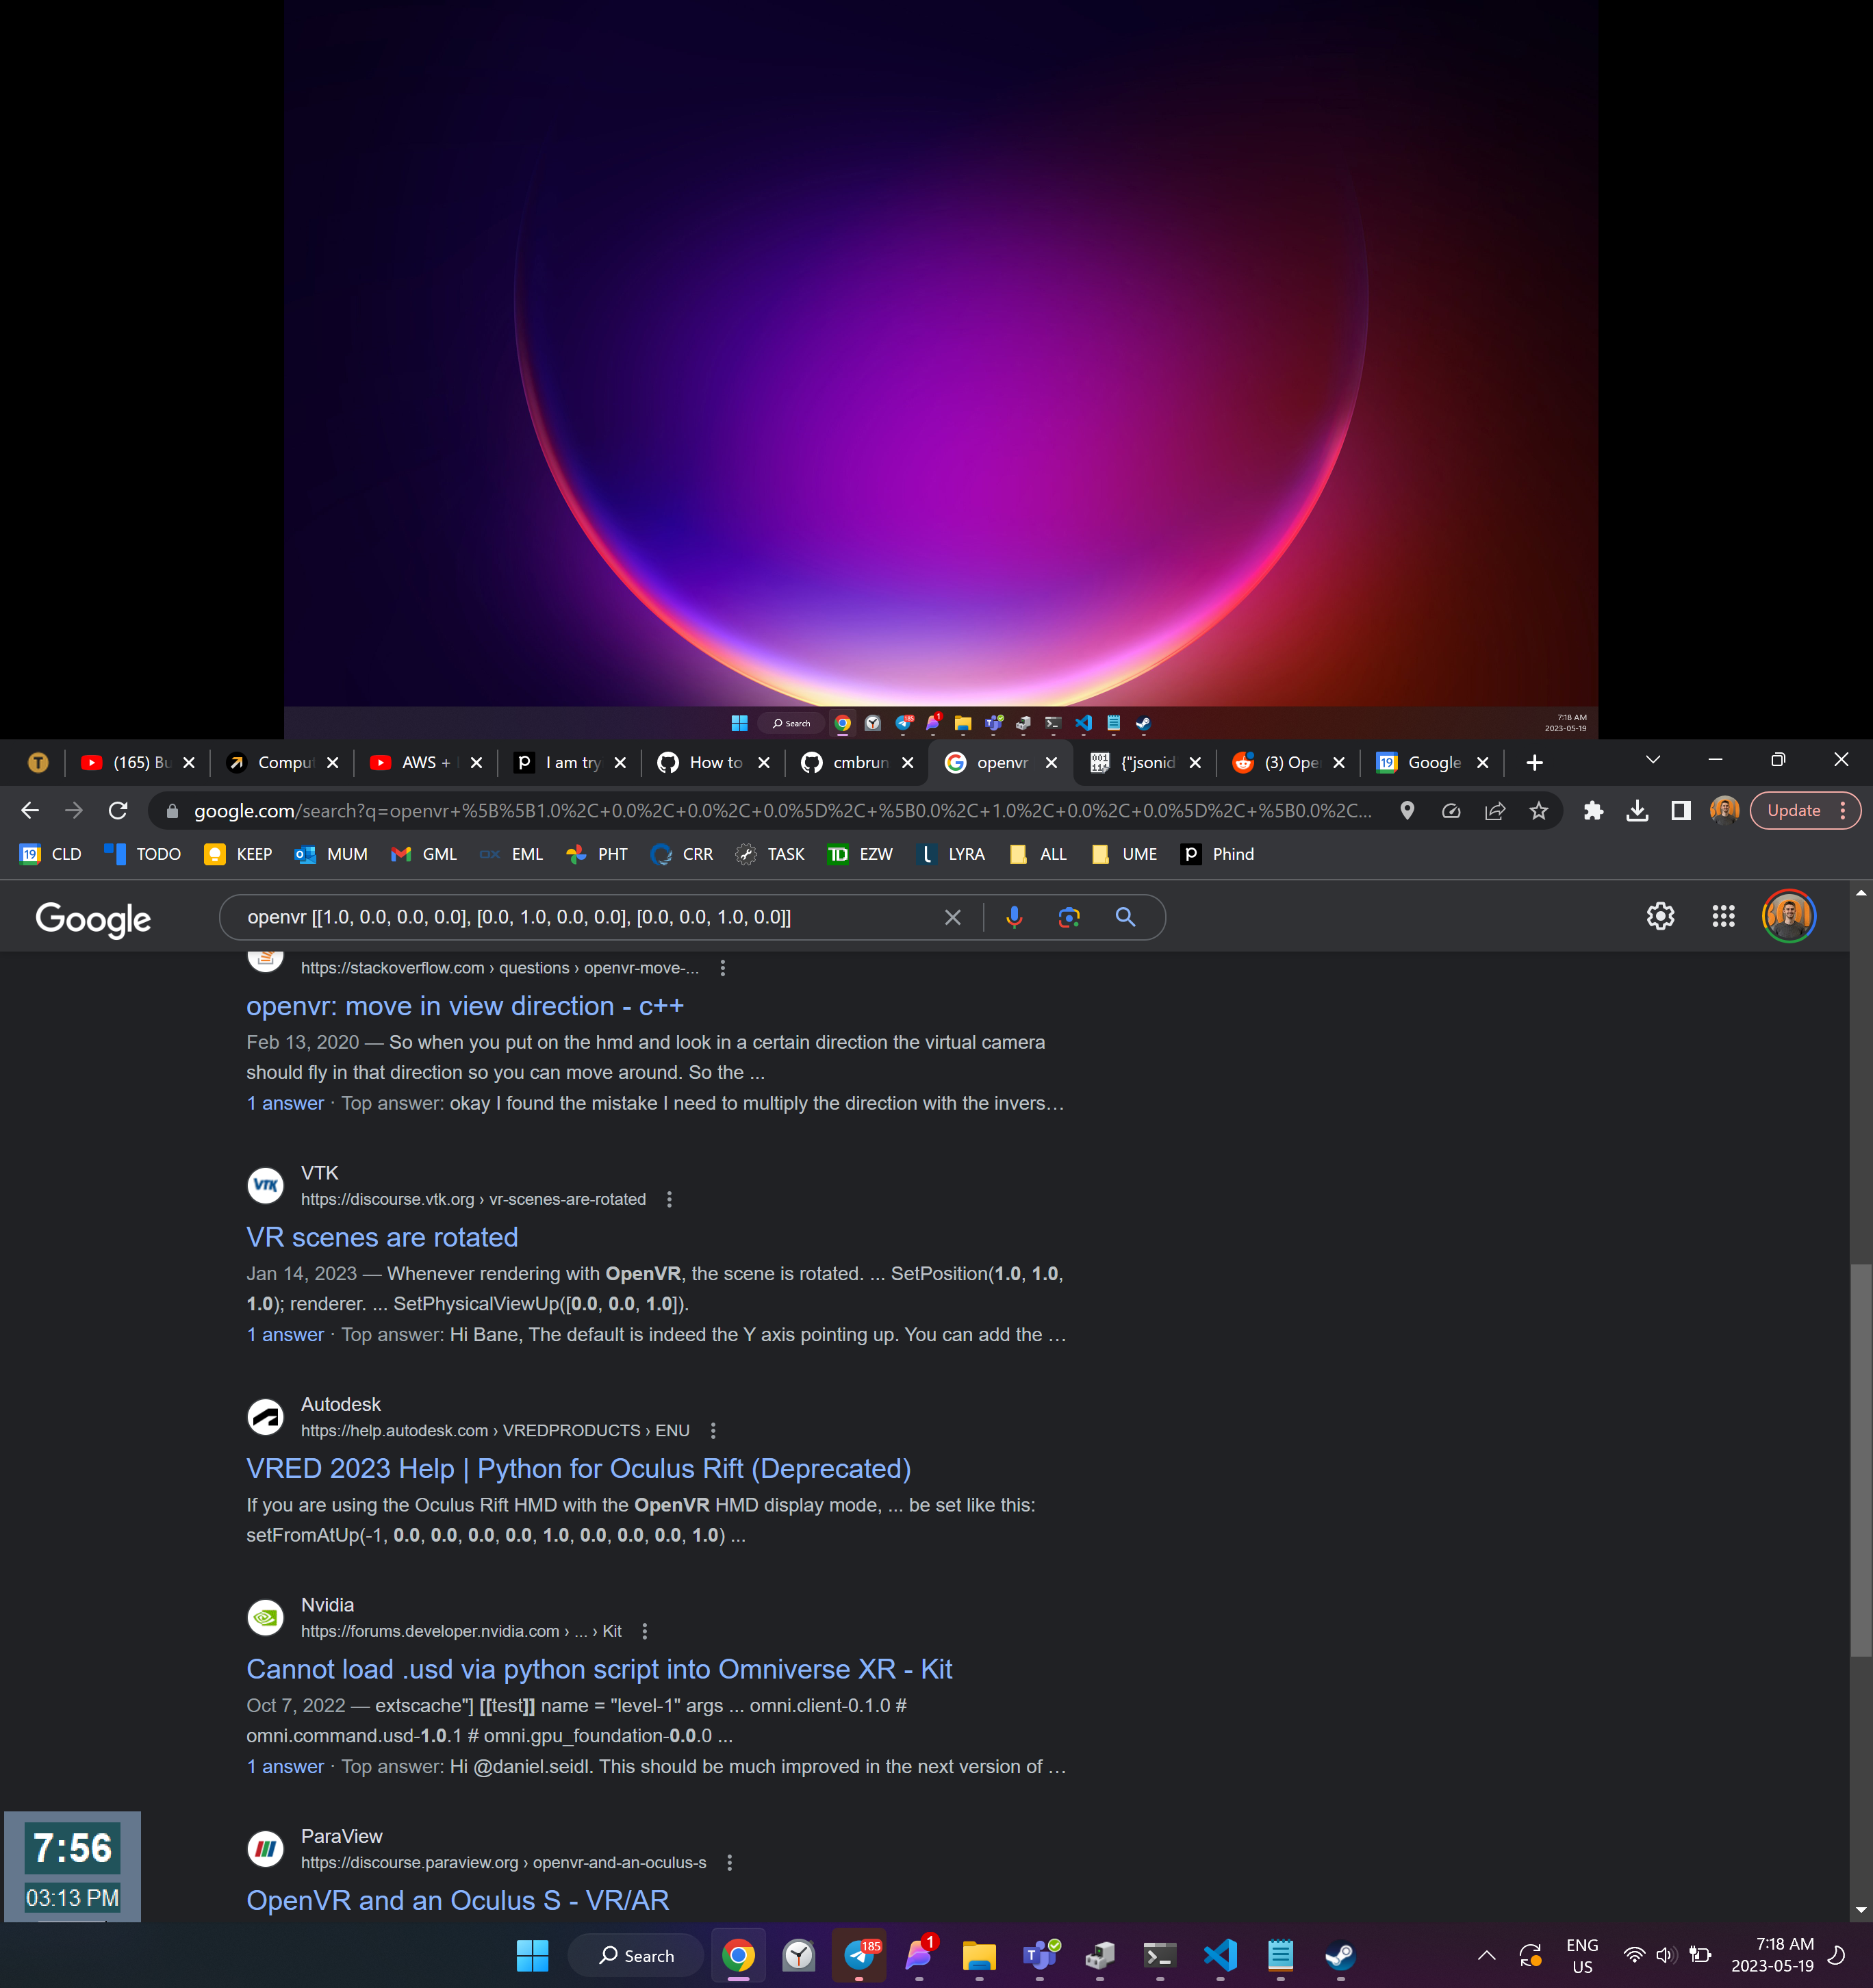 Search
185
1
7:18 AM
2023-05-19
(165) Bu
Comput
AWS +
I am try
How to
cmbrun
openvr
{"jsonid
(3) Ope
19
Google
google.com/search?q=openvr+%5B%5B1.0%2C+0.0%2C+0.0%2C+0.0%5D%2C+%5B0.0%2C+1.0%2C+0.0%2C+0.0%5D%2C+%5B0.0%2C...
Update
19 CLD
TODO
KEEP
MUM
GML
EML
PHT
CRR
TASK
TD EZW
LYRA
ALL
UME
Phind
Google
openvr [[1.0, 0.0, 0.0, 0.0], [0.0, 1.0, 0.0, 0.0], [0.0, 0.0, 1.0, 0.0]]
https://stackoverflow.com › questions › openvr-move-...
openvr: move in view direction - c++
Feb 13, 2020 — So when you put on the hmd and look in a certain direction the virtual camera
should fly in that direction so you can move around. So the ...
1 answer · Top answer: okay I found the mistake I need to multiply the direction with the invers…
VTK
VTK
https://discourse.vtk.org › vr-scenes-are-rotated
VR scenes are rotated
Jan 14, 2023 — Whenever rendering with OpenVR, the scene is rotated. ... SetPosition(1.0, 1.0,
1.0); renderer. ... SetPhysicalViewUp([0.0, 0.0, 1.0]).
1 answer · Top answer: Hi Bane, The default is indeed the Y axis pointing up. You can add the …
Autodesk
https://help.autodesk.com › VREDPRODUCTS › ENU
VRED 2023 Help | Python for Oculus Rift (Deprecated)
If you are using the Oculus Rift HMD with the OpenVR HMD display mode, ... be set like this:
setFromAtUp(-1, 0.0, 0.0, 0.0, 0.0, 1.0, 0.0, 0.0, 0.0, 1.0) ...
Nvidia
https://forums.developer.nvidia.com › ... › Kit
Cannot load .usd via python script into Omniverse XR - Kit
Oct 7, 2022 — extscache"] [[test]] name = "level-1" args ... omni.client-0.1.0 #
omni.command.usd-1.0.1 # omni.gpu_foundation-0.0.0 ...
1 answer · Top answer: Hi @daniel.seidl. This should be much improved in the next version of …
ParaView
https://discourse.paraview.org › openvr-and-an-oculus-s
OpenVR and an Oculus S - VR/AR
7:56
03:13 PM
Search
185
1
ENG
US
7:18 AM
2023-05-19